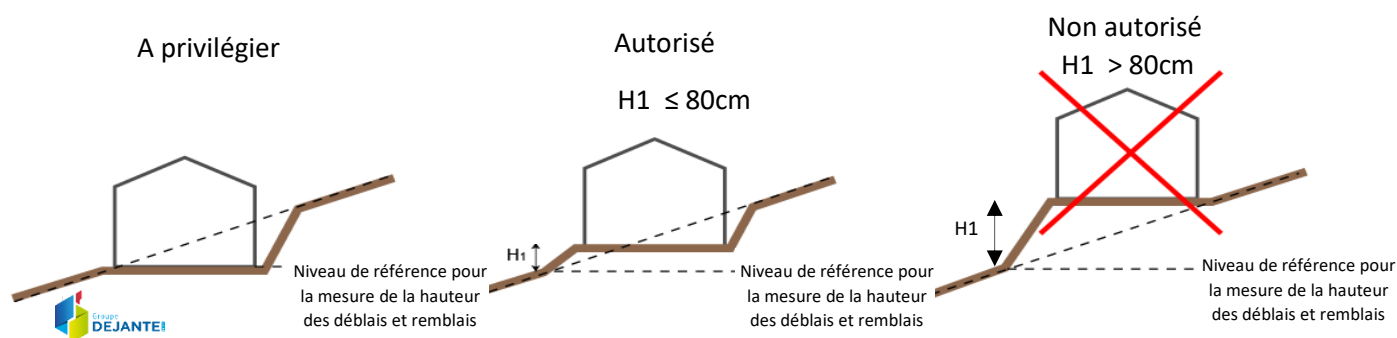 A privilégier
Niveau de référence pour
la mesure de la hauteur
des déblais et remblais
Groupe
DEJANTE
Autorisé
H1 ≤ 80cm
H1
Niveau de référence pour
la mesure de la hauteur
des déblais et remblais
Non autorisé
H1 > 80cm
H1
Niveau de référence pour
la mesure de la hauteur
des déblais et remblais